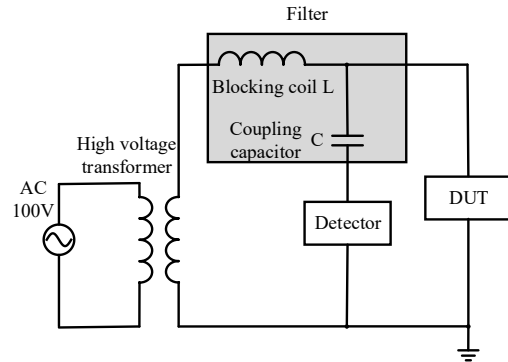 Filter
Blocking coil L
Coupling
capacitor C
High voltage
transformer
AC
100V
Detector
DUT